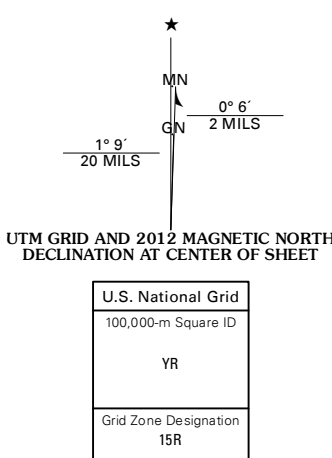 ★
MN
0° 6´
2 MILS
GN
1° 9´
20 MILS
UTM GRID AND 2012 MAGNETIC NORTH
DECLINATION AT CENTER OF SHEET
U.S. National Grid
100,000-m Square ID
YR
Grid Zone Designation
15R